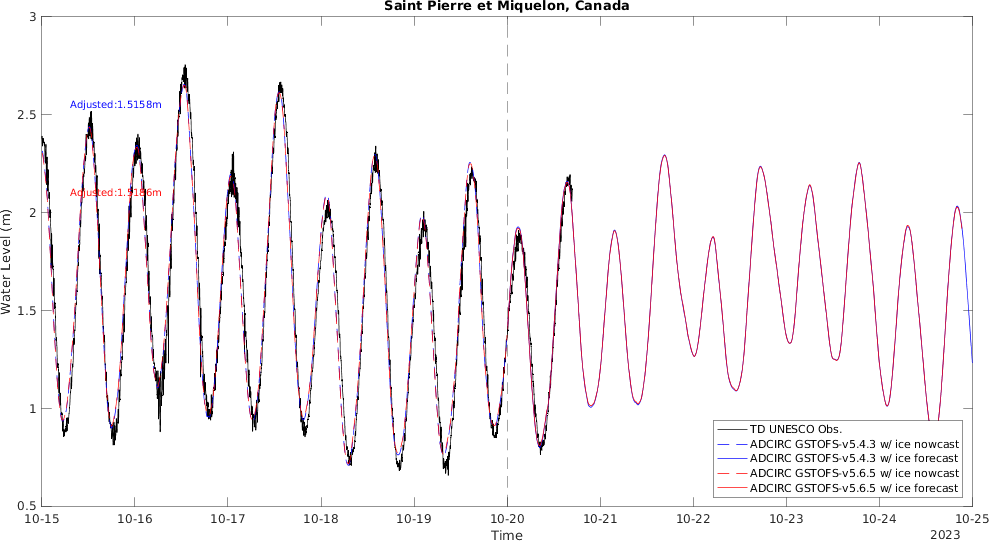 Saint Pierre et Miquelon, Canada
3
2.5
2
1.5
1
0.5
Water Level (m)
Adjusted:1.5158m
Adjusted:1.5156m
10-15
10-16
10-17
10-18
10-19
10-20
10-21
10-22
10-23
10-24
10-25
Time
2023
TD UNESCO Obs.
ADCIRC GSTOFS-v5.4.3 w/ ice nowcast
ADCIRC GSTOFS-v5.4.3 w/ ice forecast
ADCIRC GSTOFS-v5.6.5 w/ ice nowcast
ADCIRC GSTOFS-v5.6.5 w/ ice forecast